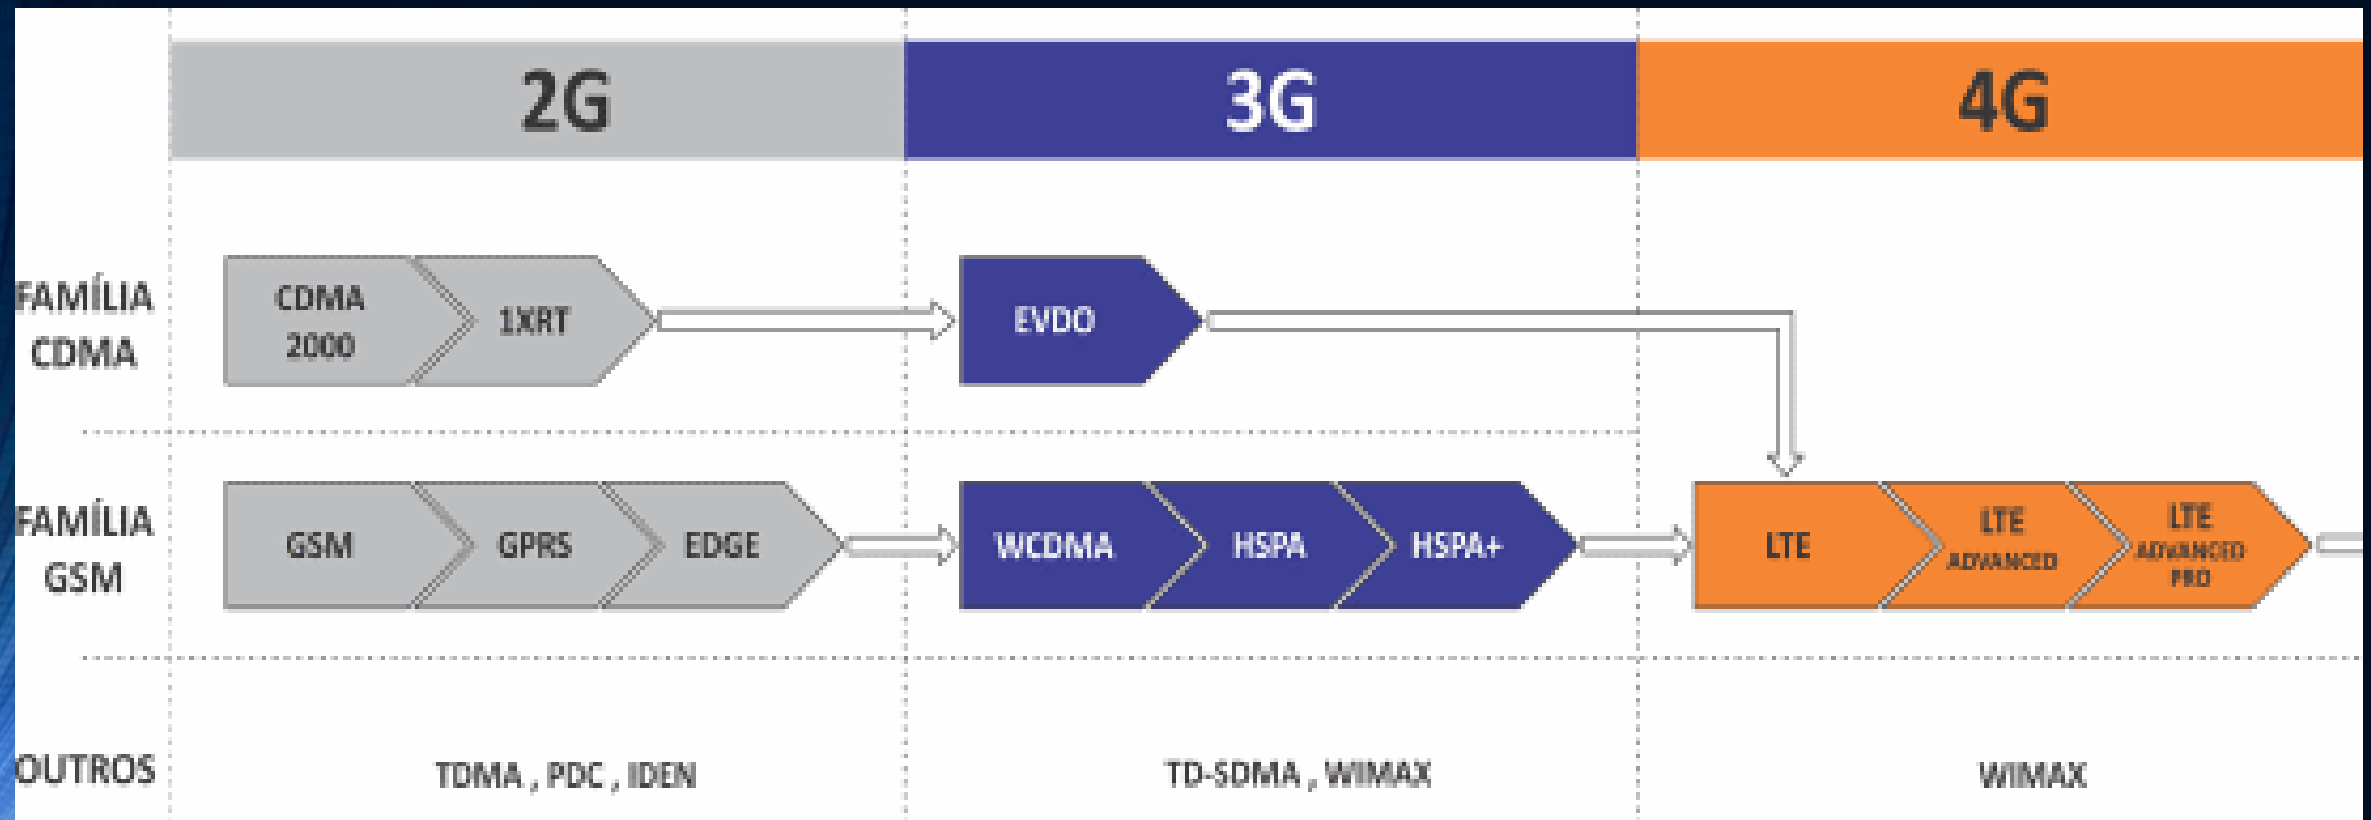 2G
3G
4G
FAMÍLIA
CDMA
CDMA
2000
1XRT
EVDO
FAMÍLIA
GSM
GSM
GPRS
EDGE
WCDMA
HSPA
HSPA+
LTE
LTE
ADVANCED
LTE
ADVANCED
PRO
OUTROS
TDMA , PDC , IDEN
TD-SDMA , WIMAX
WIMAX